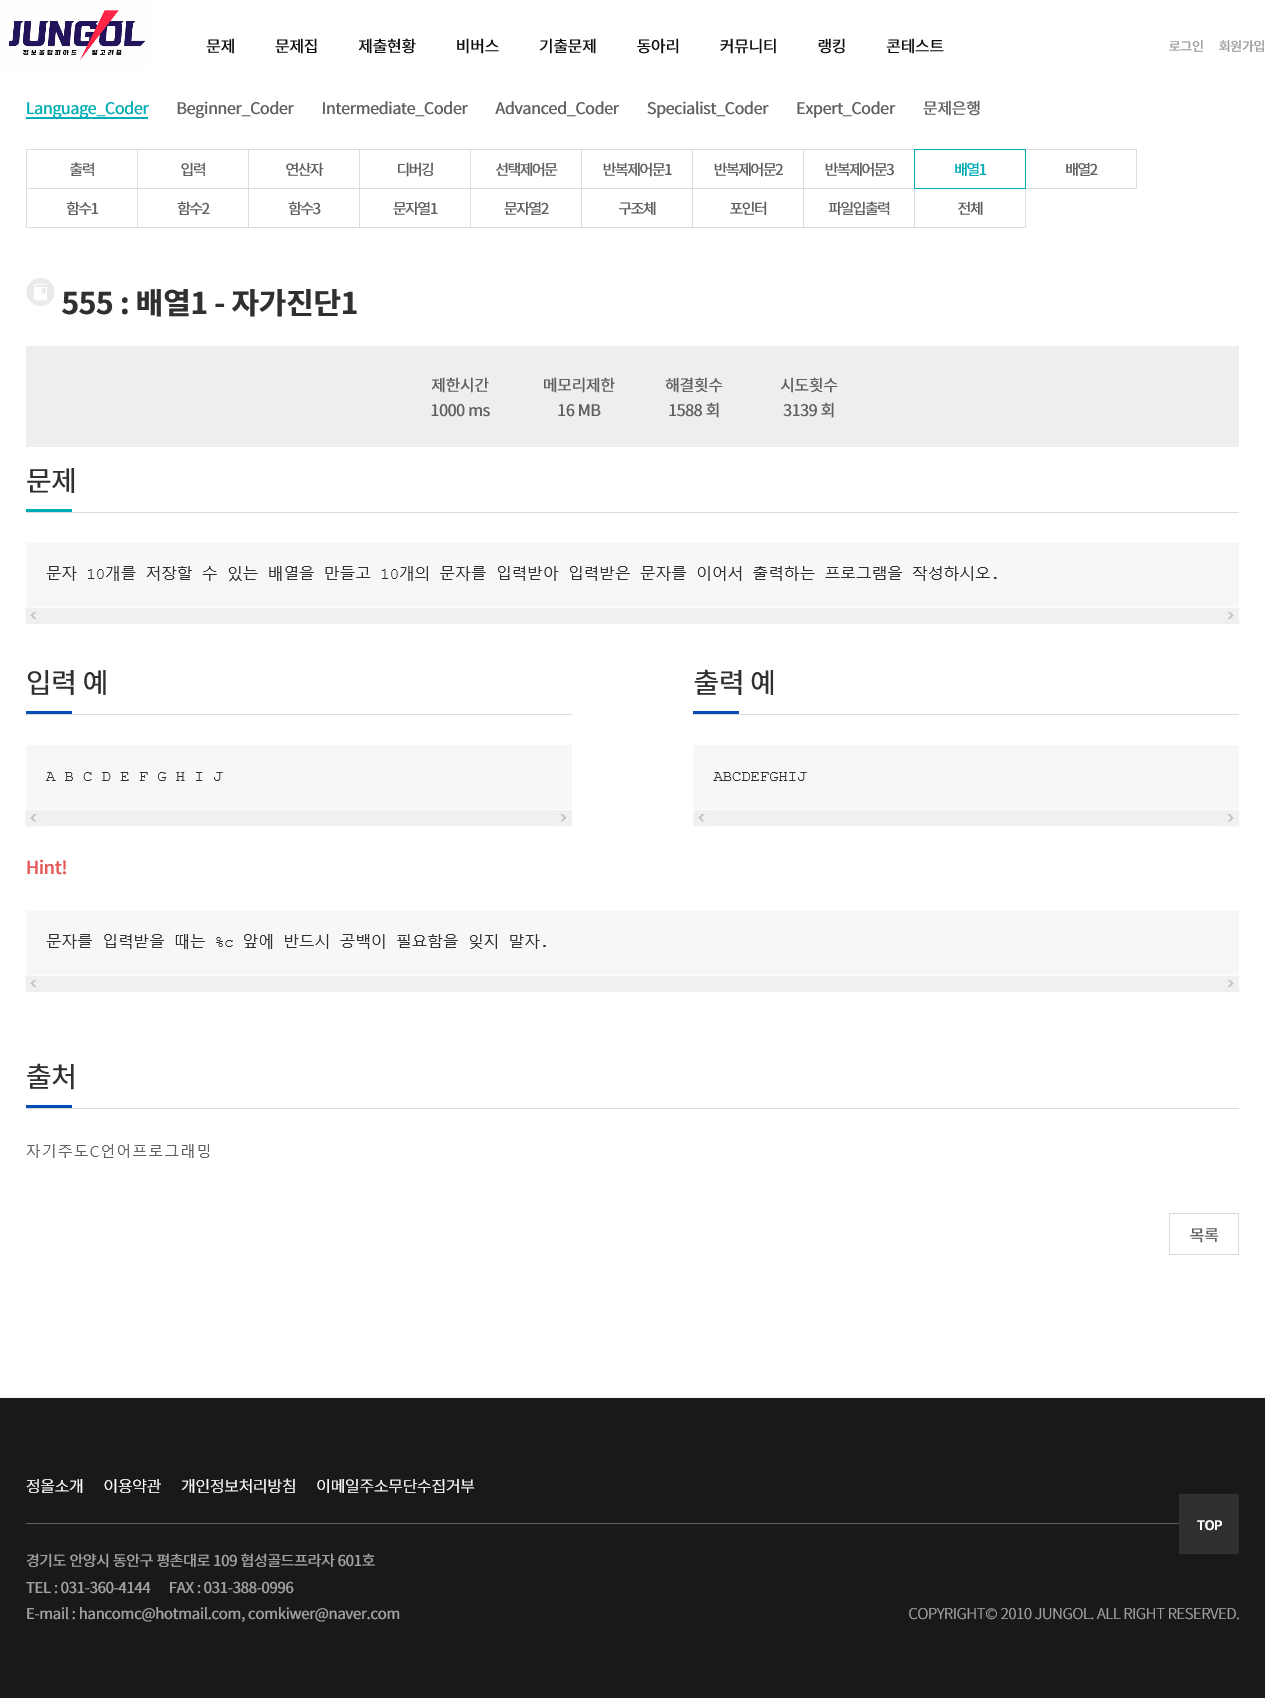 JUNGOL
정보올림피아드 알고리즘
문제 문제집 제출현황 비버스 기출문제 동아리 커뮤니티 랭킹 콘테스트 로그인 회원가입
Language_Coder Beginner_Coder Intermediate_Coder Advanced_Coder Specialist_Coder Expert_Coder 문제은행
출력 입력 연산자 디버깅 선택제어문 반복제어문1 반복제어문2 반복제어문3 배열1 배열2
함수1 함수2 함수3 문자열1 문자열2 구조체 포인터 파일입출력 전체
555 : 배열1 - 자가진단1
제한시간 메모리제한 해결횟수 시도횟수
1000 ms 16 MB 1588 회 3139 회
문제
문자 10개를 저장할 수 있는 배열을 만들고 10개의 문자를 입력받아 입력받은 문자를 이어서 출력하는 프로그램을 작성하시오.
입력 예 출력 예
A B C D E F G H I J ABCDEFGHIJ
Hint!
문자를 입력받을 때는 %c 앞에 반드시 공백이 필요함을 잊지 말자.
출처
자기주도C언어프로그래밍
목록
정올소개 이용약관 개인정보처리방침 이메일주소무단수집거부
TOP
경기도 안양시 동안구 평촌대로 109 협성골드프라자 601호
TEL : 031-360-4144 FAX : 031-388-0996
E-mail : hancomc@hotmail.com, comkiwer@naver.com COPYRIGHT© 2010 JUNGOL. ALL RIGHT RESERVED.